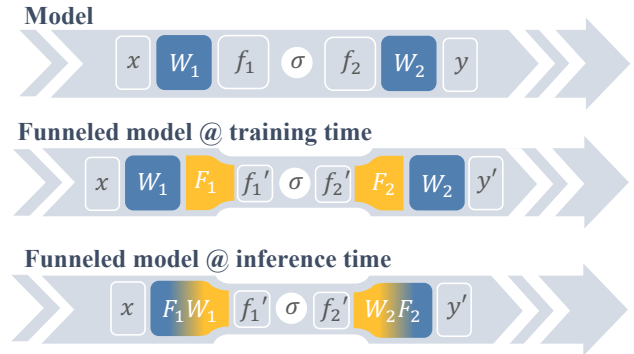 Model
x W₁ f₁ σ f₂ W₂ y
Funneled model @ training time
x W₁ F₁ f₁′ σ f₂′ F₂ W₂ y′
Funneled model @ inference time
x F₁W₁ f₁′ σ f₂′ W₂F₂ y′